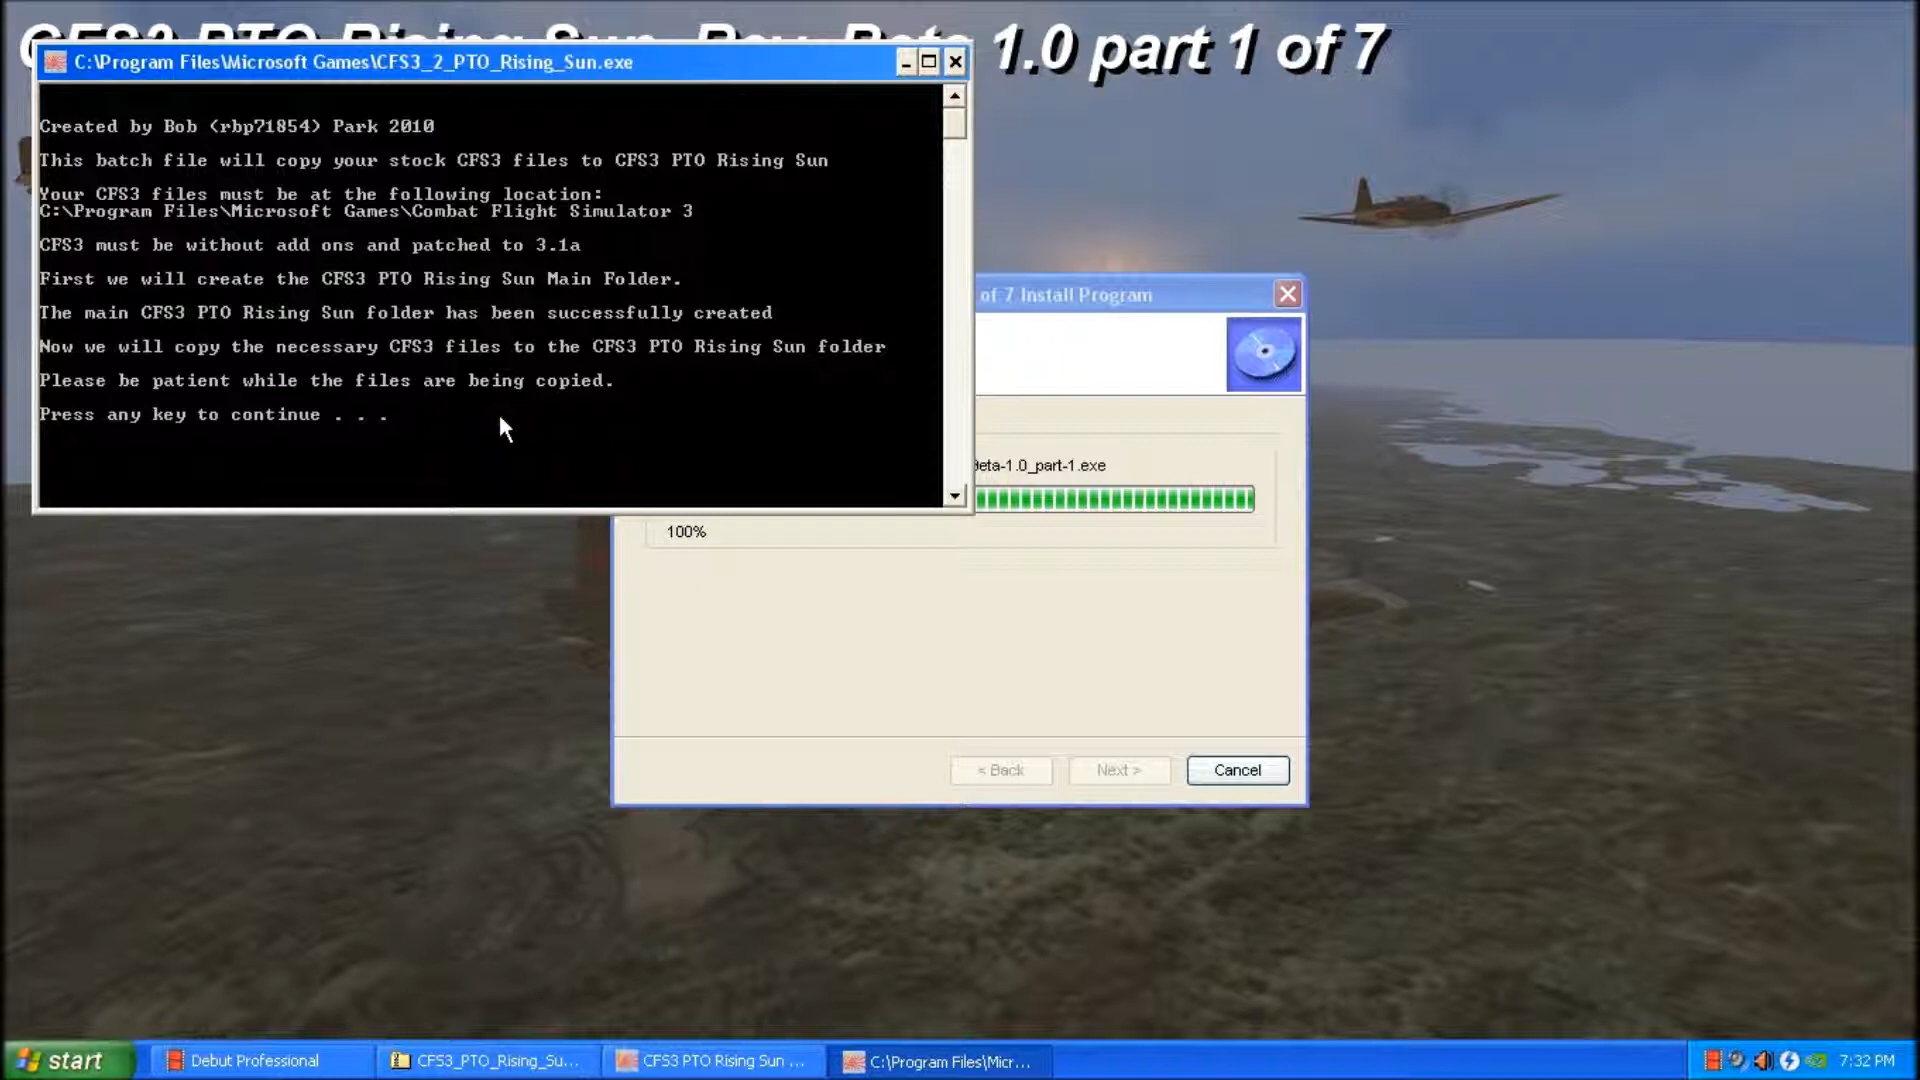 1.0 part 1 of 7
C:\Program Files\Microsoft Games\CFS3_2_PTO_Rising_Sun.exe
Created by Bob (rbp71854) Park 2010
This batch file will copy your stock CFS3 files to CFS3 PTO Rising Sun
Your CFS3 files must be at the following location:
C:\Program Files\Microsoft Games\Combat Flight Simulator 3
CFS3 must be without add ons and patched to 3.1a
First we will create the CFS3 PTO Rising Sun Main Folder.
The main CFS3 PTO Rising Sun folder has been successfully created
Now we will copy the necessary CFS3 files to the CFS3 PTO Rising Sun folder
Please be patient while the files are being copied.
Press any key to continue . . .
of 7 Install Program
Beta-1.0_part-1.exe
100%
< Back
Next >
Cancel
start
Debut Professional
CFS3_PTO_Rising_Su...
CFS3 PTO Rising Sun ...
C:\Program Files\Micr...
7:32 PM